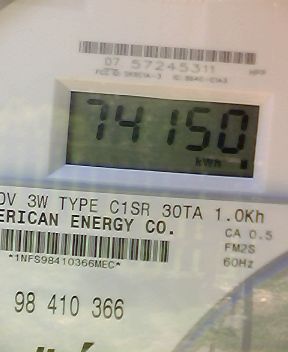 07 57245311
74150
kWh
0V 3W TYPE C1SR 30TA 1.0Kh
ERICAN ENERGY CO.
CA 0.5
FM2S
60Hz
*1NFS98410366MEC*
98 410 366